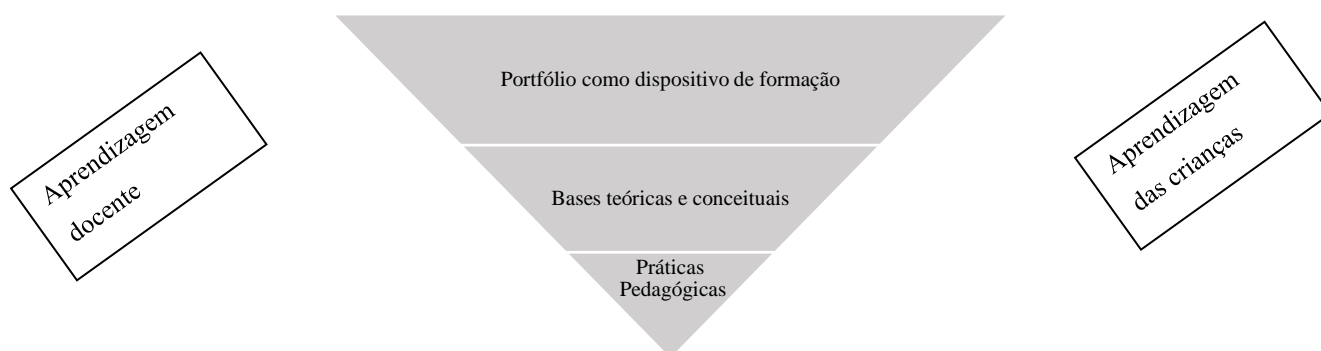 Aprendizagem
docente
Portfólio como dispositivo de formação
Bases teóricas e conceituais
Práticas
Pedagógicas
Aprendizagem
das crianças